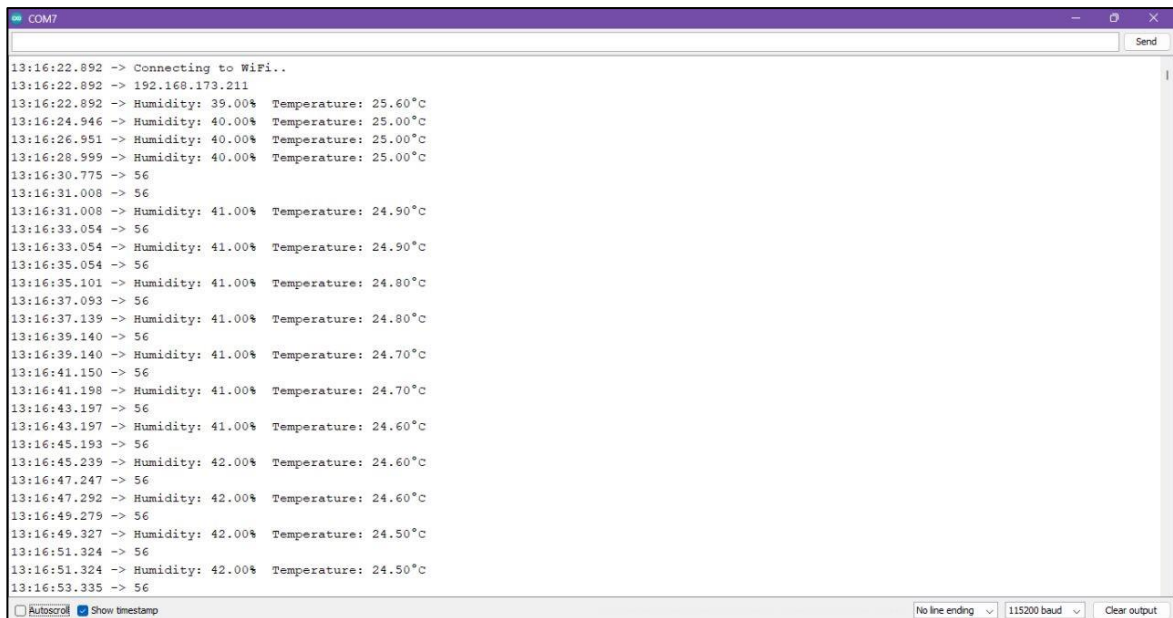 COM7
Send
13:16:22.892 -> Connecting to WiFi..
13:16:22.892 -> 192.168.173.211
13:16:22.892 -> Humidity: 39.00%  Temperature: 25.60°C
13:16:24.946 -> Humidity: 40.00%  Temperature: 25.00°C
13:16:26.951 -> Humidity: 40.00%  Temperature: 25.00°C
13:16:28.999 -> Humidity: 40.00%  Temperature: 25.00°C
13:16:30.775 -> 56
13:16:31.008 -> 56
13:16:31.008 -> Humidity: 41.00%  Temperature: 24.90°C
13:16:33.054 -> 56
13:16:33.054 -> Humidity: 41.00%  Temperature: 24.90°C
13:16:35.054 -> 56
13:16:35.101 -> Humidity: 41.00%  Temperature: 24.80°C
13:16:37.093 -> 56
13:16:37.139 -> Humidity: 41.00%  Temperature: 24.80°C
13:16:39.140 -> 56
13:16:39.140 -> Humidity: 41.00%  Temperature: 24.70°C
13:16:41.150 -> 56
13:16:41.198 -> Humidity: 41.00%  Temperature: 24.70°C
13:16:43.197 -> 56
13:16:43.197 -> Humidity: 41.00%  Temperature: 24.60°C
13:16:45.193 -> 56
13:16:45.239 -> Humidity: 42.00%  Temperature: 24.60°C
13:16:47.247 -> 56
13:16:47.292 -> Humidity: 42.00%  Temperature: 24.60°C
13:16:49.279 -> 56
13:16:49.327 -> Humidity: 42.00%  Temperature: 24.50°C
13:16:51.324 -> 56
13:16:51.324 -> Humidity: 42.00%  Temperature: 24.50°C
13:16:53.335 -> 56
Autoscroll Show timestamp No line ending 115200 baud Clear output